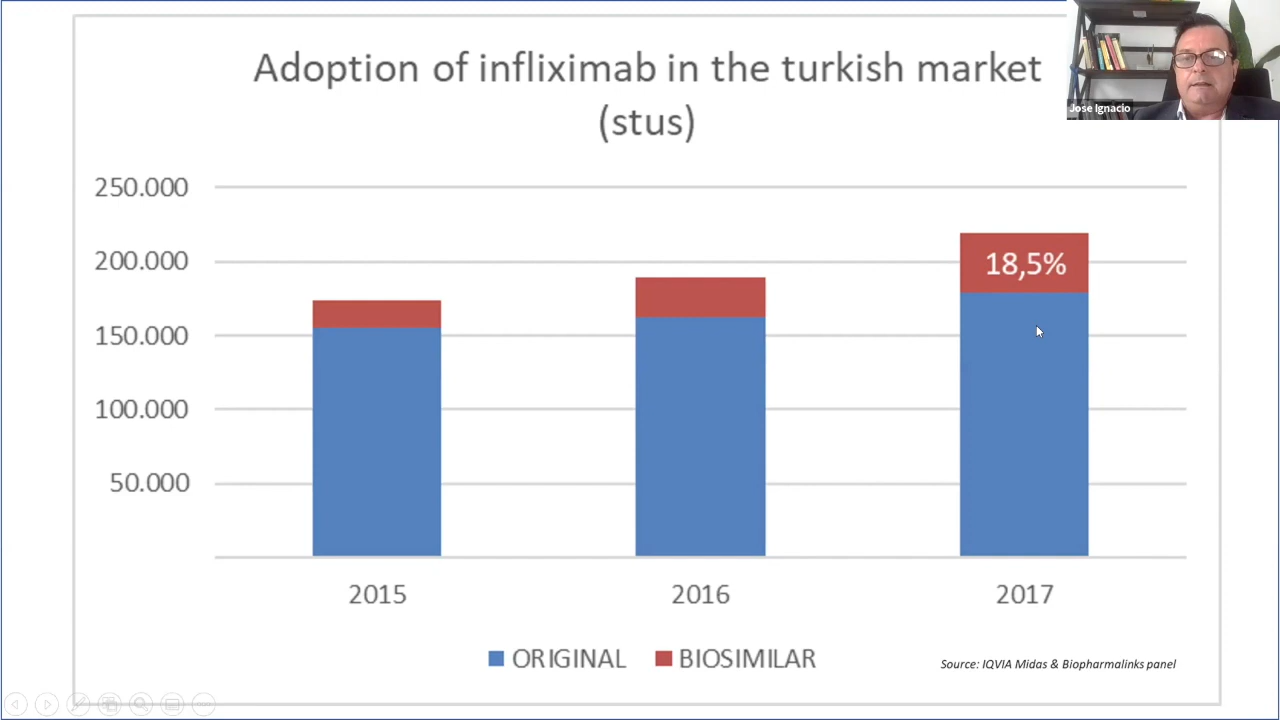 Adoption of infliximab in the turkish market
(stus)
Jose Ignacio
250.000
200.000
150.000
100.000
50.000
18,5%
2015
2016
2017
ORIGINAL
BIOSIMILAR
Source: IQVIA Midas & Biopharmalinks panel